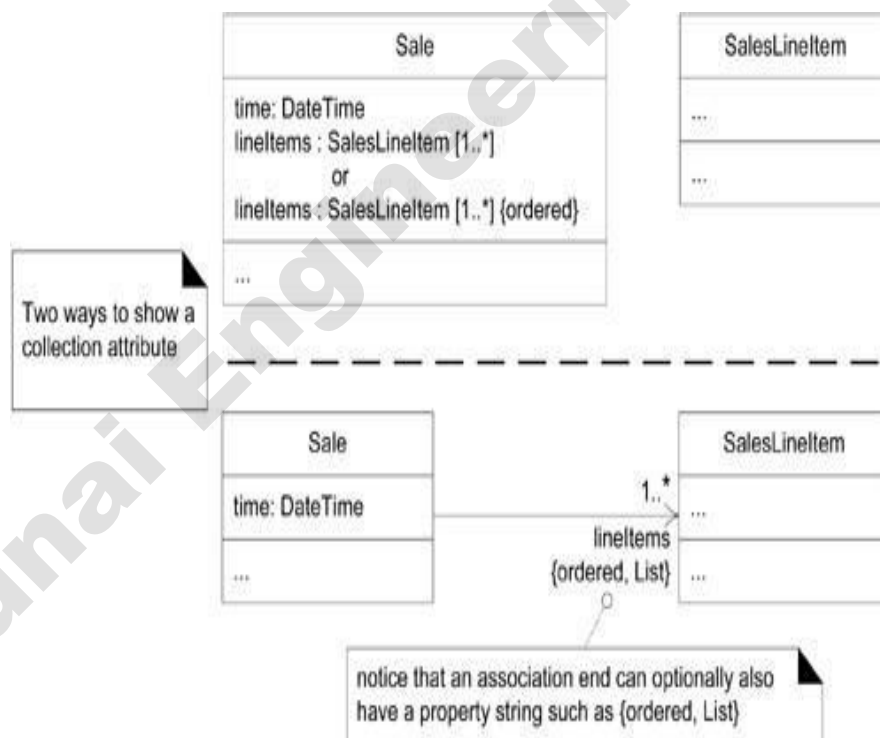 Sale
time: DateTime
lineItems : SalesLineItem [1..*]
or
lineItems : SalesLineItem [1..*] {ordered}
...
SalesLineItem
...
...
Two ways to show a
collection attribute
Sale
time: DateTime
...
1..*
lineItems
{ordered, List}
SalesLineItem
...
...
notice that an association end can optionally also
have a property string such as {ordered, List}